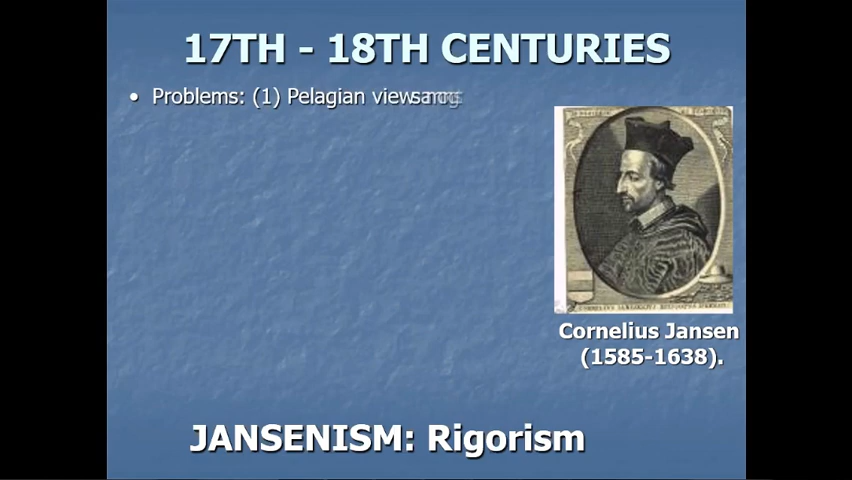 17TH - 18TH CENTURIES
• Problems: (1) Pelagian views
Cornelius Jansen
(1585-1638).
JANSENISM: Rigorism